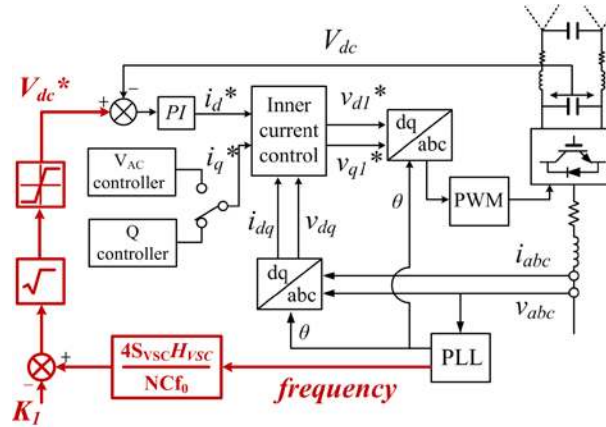 V_dc
V_dc*
−
+
PI
i_d*
Inner
current
control
v_d1*
v_q1*
dq
abc
V_AC
controller
i_q*
Q
controller
PWM
θ
i_dq
v_dq
dq
abc
i_abc
v_abc
θ
√
4S_VSC H_VSC
NCf_0
+
−
K_1
frequency
PLL